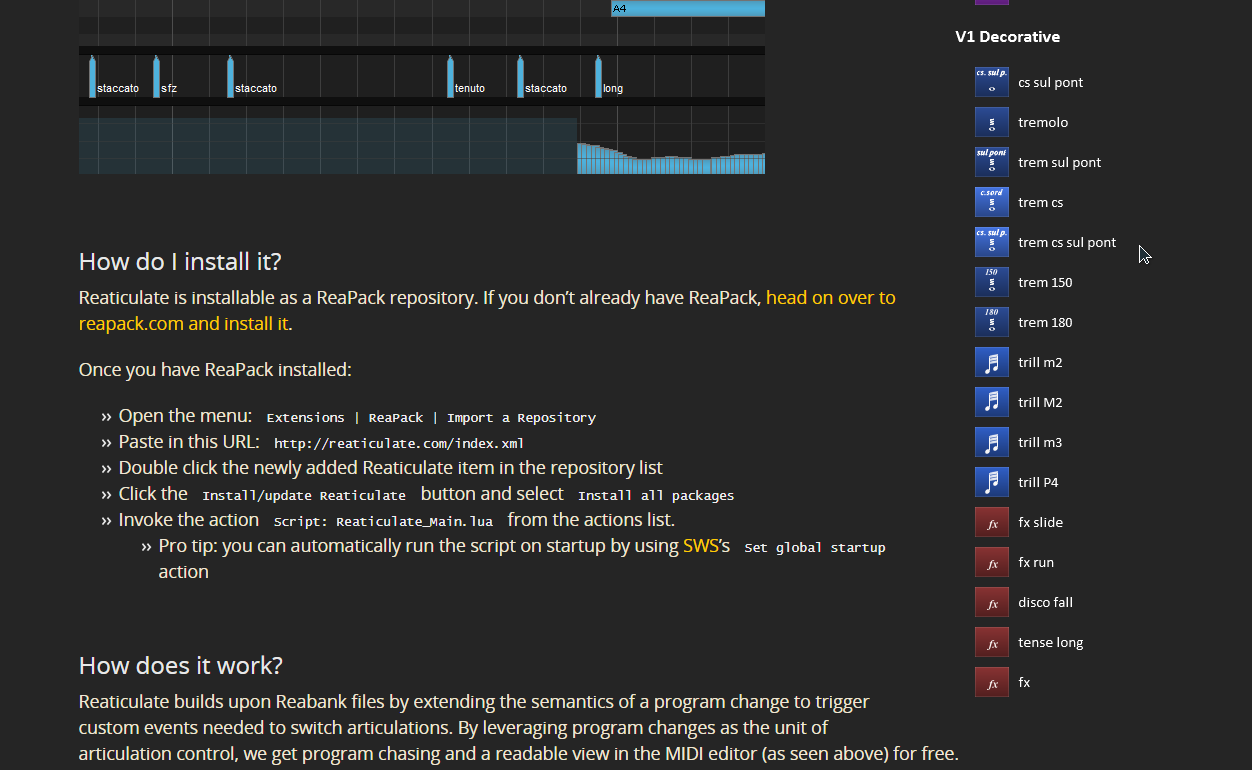 A4
staccato
sfz
staccato
tenuto
staccato
long
How do I install it?
Reaticulate is installable as a ReaPack repository. If you don’t already have ReaPack, head on over to
reapack.com and install it.
Once you have ReaPack installed:
»» Open the menu: Extensions | ReaPack | Import a Repository
»» Paste in this URL: http://reaticulate.com/index.xml
»» Double click the newly added Reaticulate item in the repository list
»» Click the Install/update Reaticulate button and select Install all packages
»» Invoke the action Script: Reaticulate_Main.lua from the actions list.
»» Pro tip: you can automatically run the script on startup by using SWS’s Set global startup
action
How does it work?
Reaticulate builds upon Reabank files by extending the semantics of a program change to trigger
custom events needed to switch articulations. By leveraging program changes as the unit of
articulation control, we get program chasing and a readable view in the MIDI editor (as seen above) for free.
V1 Decorative
cs. sul p. cs sul pont
tremolo
sul pont trem sul pont
c.sord trem cs
cs. sul p. trem cs sul pont
150 trem 150
180 trem 180
trill m2
trill M2
trill m3
trill P4
fx fx slide
fx fx run
fx disco fall
fx tense long
fx fx